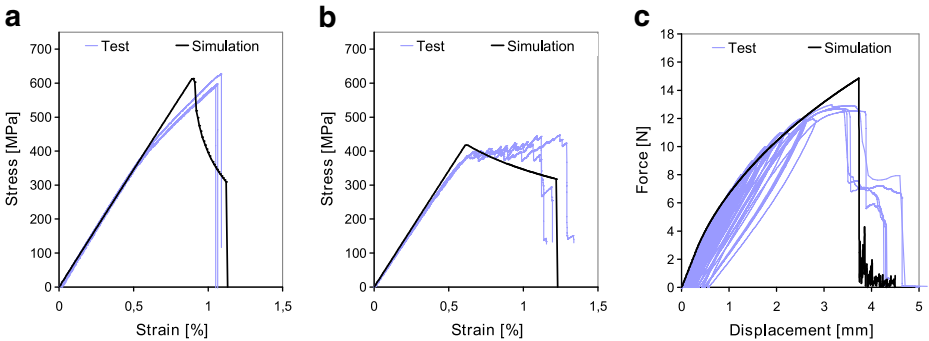 a
Test Simulation
700
600
500
400
300
200
100
0
0 0,5 1 1,5
Stress [MPa]
Strain [%]
b
Test Simulation
700
600
500
400
300
200
100
0
0 0,5 1 1,5
Stress [MPa]
Strain [%]
c
Test Simulation
18
16
14
12
10
8
6
4
2
0
0 1 2 3 4 5
Force [N]
Displacement [mm]